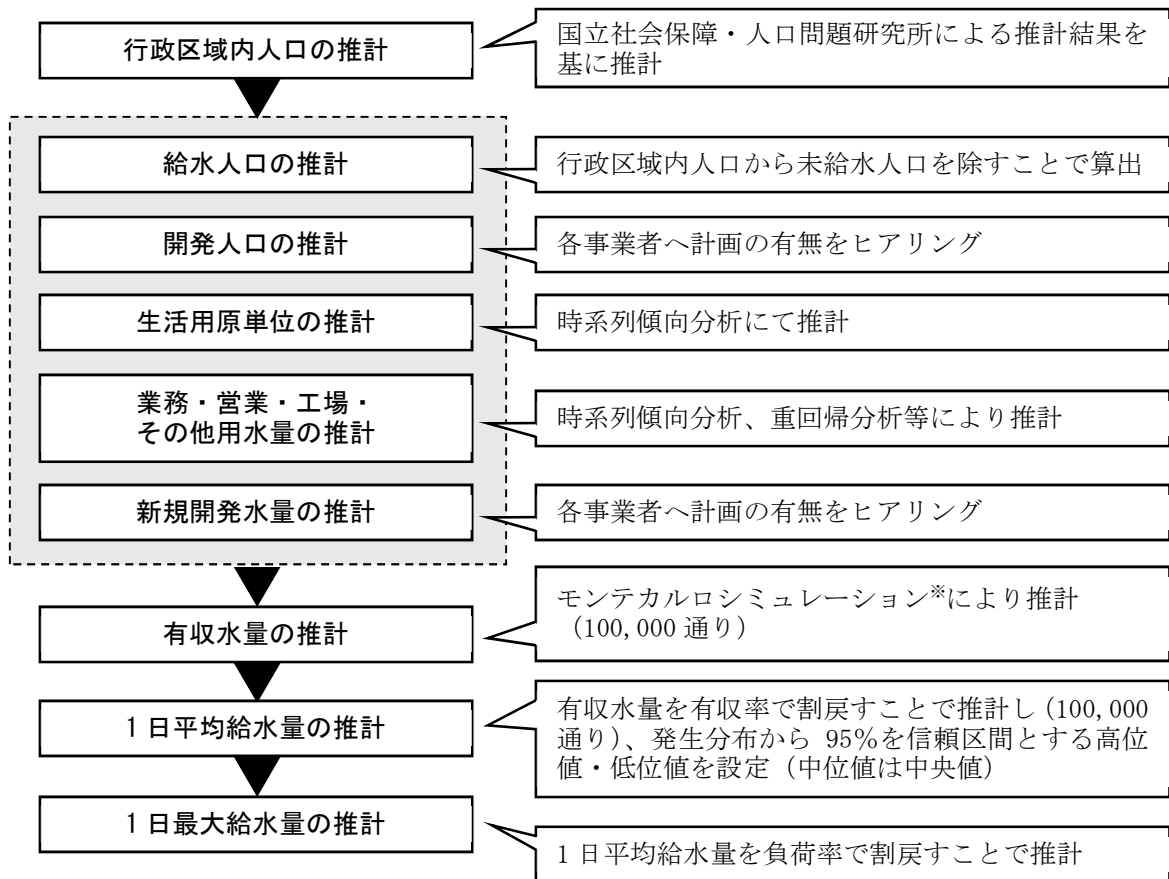 行政区域内人口の推計
国立社会保障・人口問題研究所による推計結果を
基に推計
給水人口の推計
行政区域内人口から未給水人口を除すことで算出
開発人口の推計
各事業者へ計画の有無をヒアリング
生活用原単位の推計
時系列傾向分析にて推計
業務・営業・工場・
その他用水量の推計
時系列傾向分析、重回帰分析等により推計
新規開発水量の推計
各事業者へ計画の有無をヒアリング
有収水量の推計
モンテカルロシミュレーション※により推計
（100,000 通り）
1日平均給水量の推計
有収水量を有収率で割戻すことで推計し（100,000
通り）、発生分布から 95％を信頼区間とする高位
値・低位値を設定（中位値は中央値）
1日最大給水量の推計
1日平均給水量を負荷率で割戻すことで推計